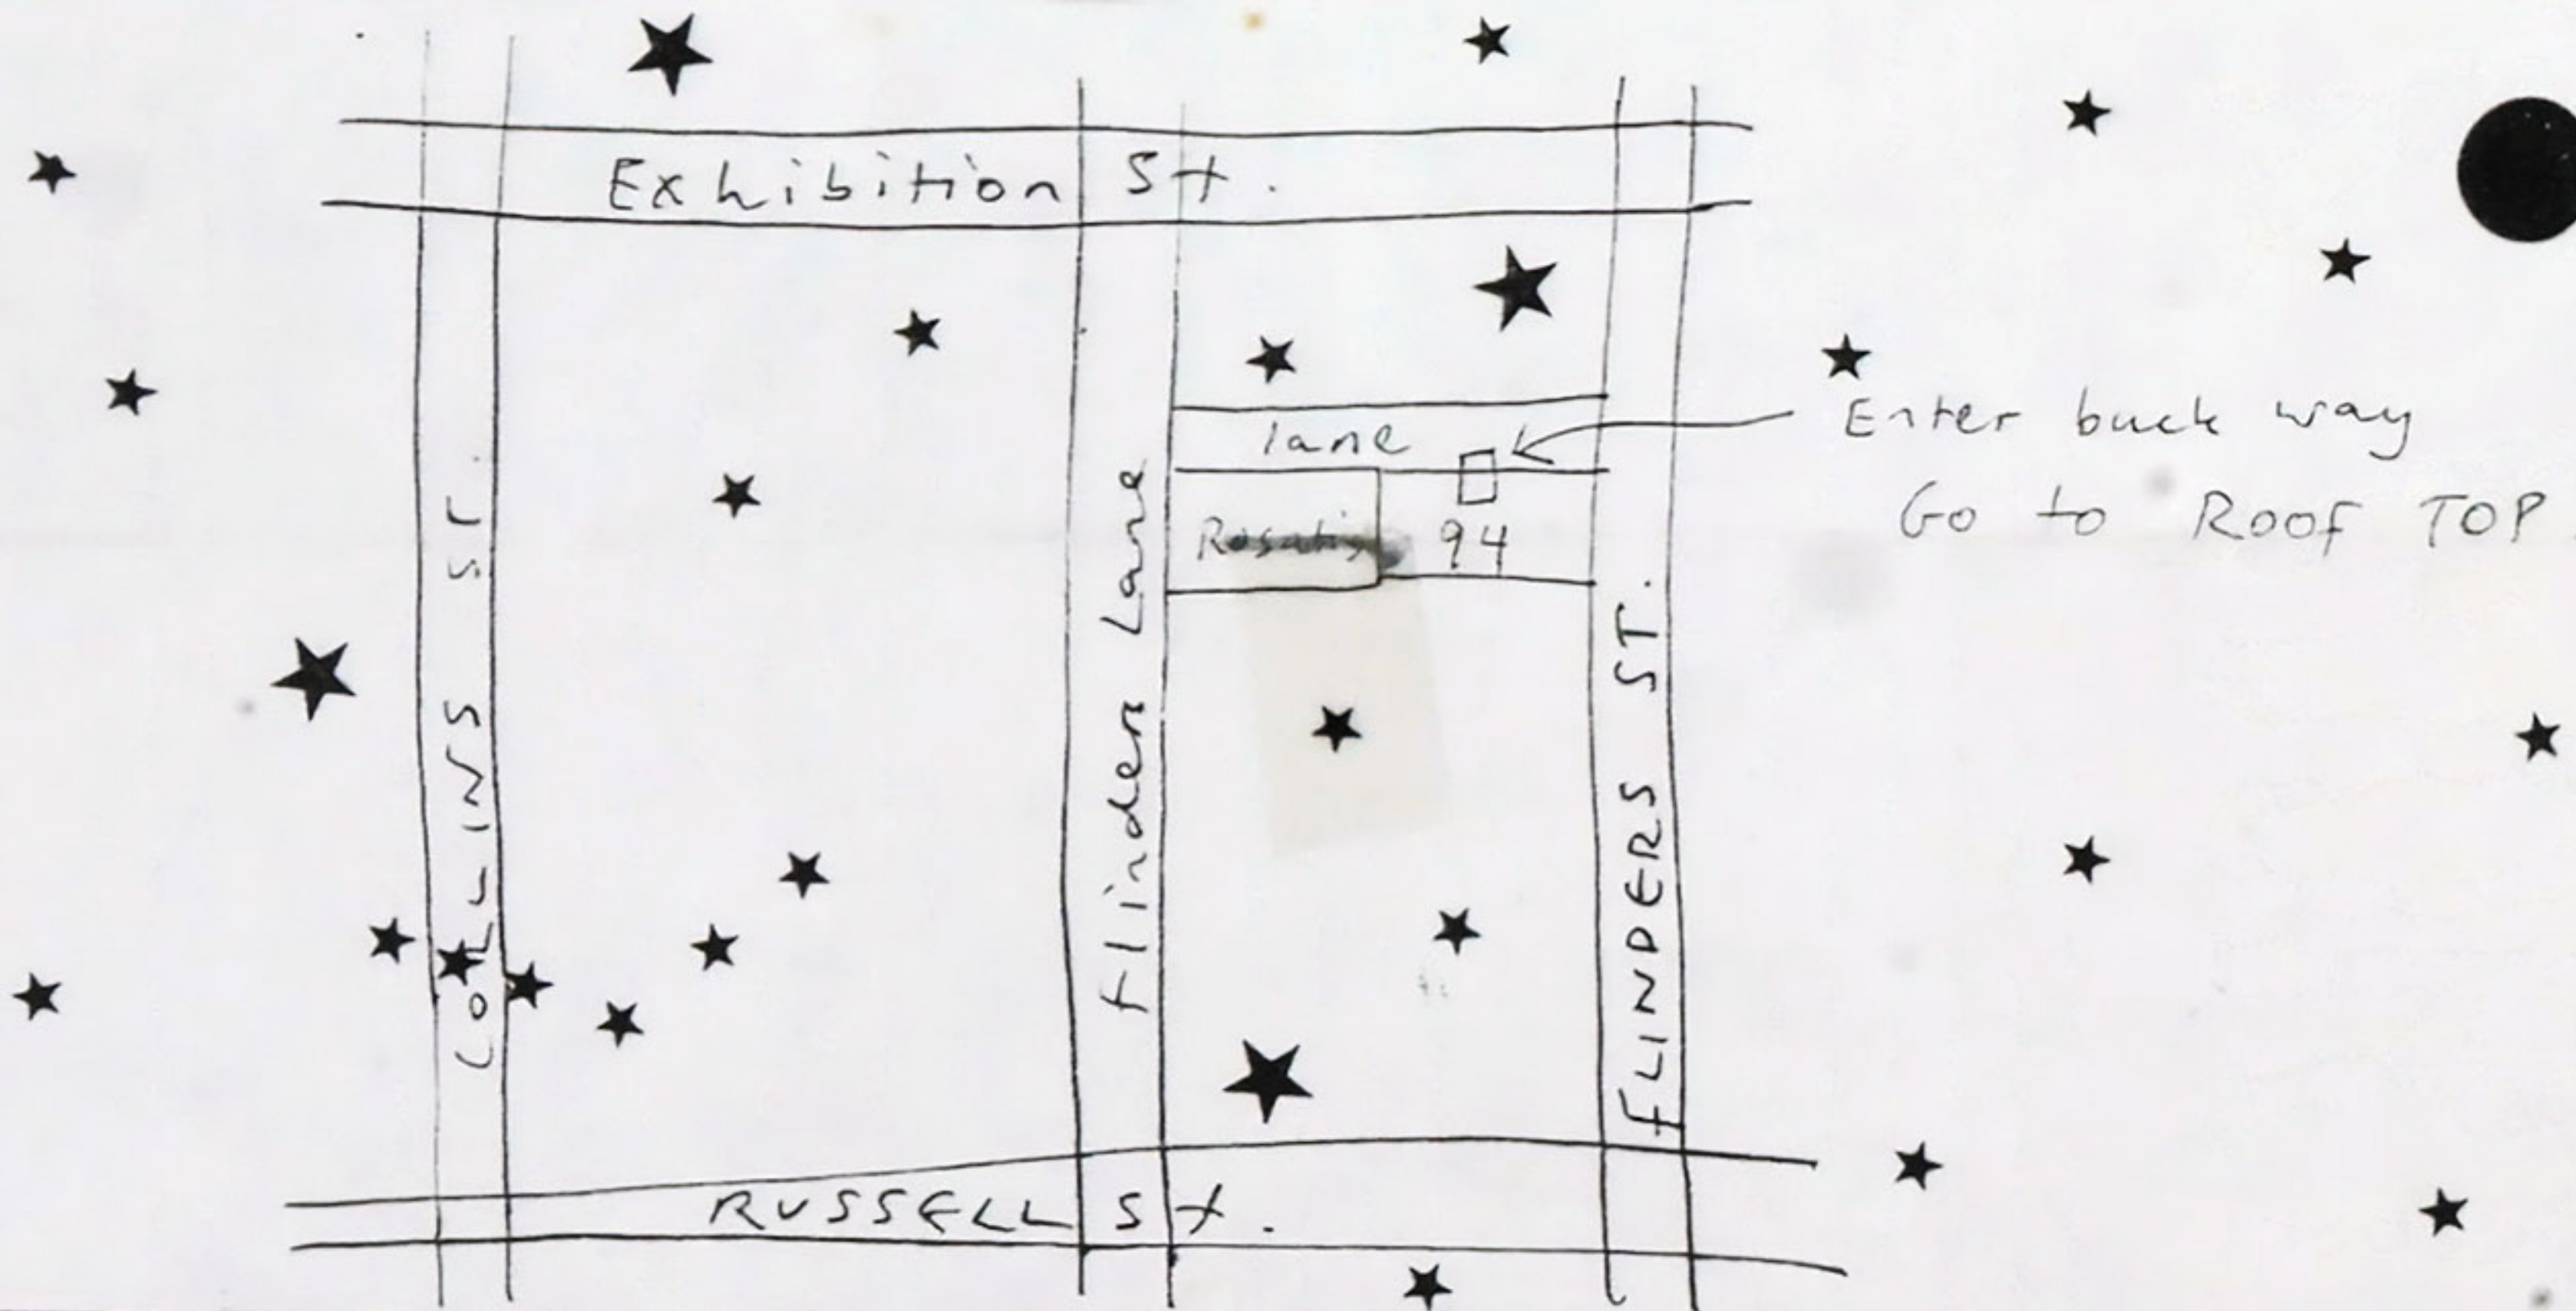 Exhibition St.
lane
Enter back way
Go to Roof TOP
Rosatis
94
COLLINS ST.
Flinders Lane
FLINDERS ST.
RUSSELL St.